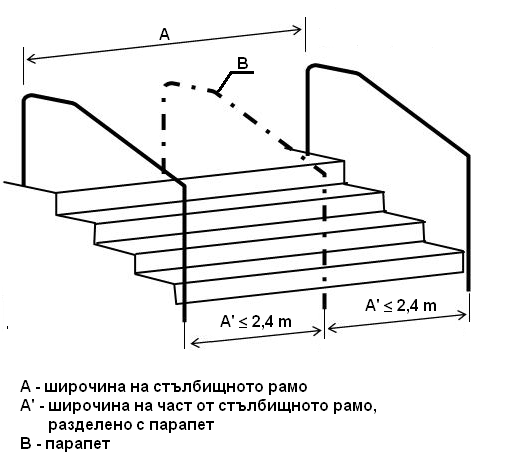 A
B
A' ≤ 2,4 m
A' ≤ 2,4 m
A - широчина на стълбищното рамо
A' - широчина на част от стълбищното рамо,
разделено с парапет
B - парапет